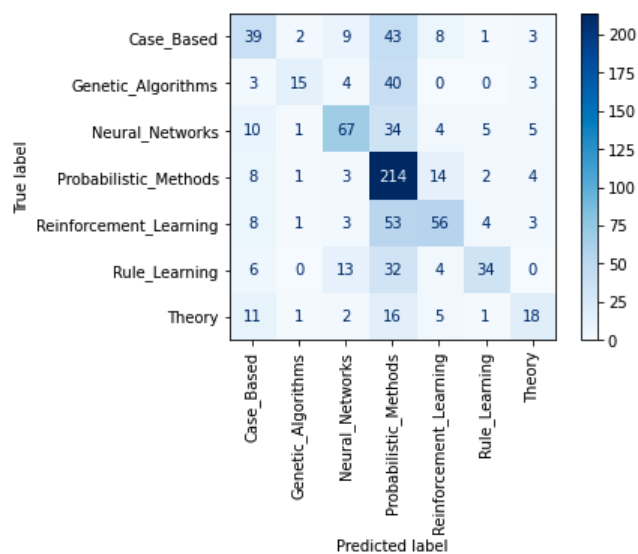 Case_Based 39 2 9 43 8 1 3
Genetic_Algorithms 3 15 4 40 0 0 3
Neural_Networks 10 1 67 34 4 5 5
Probabilistic_Methods 8 1 3 214 14 2 4
Reinforcement_Learning 8 1 3 53 56 4 3
Rule_Learning 6 0 13 32 4 34 0
Theory 11 1 2 16 5 1 18
True label
Case_Based
Genetic_Algorithms
Neural_Networks
Probabilistic_Methods
Reinforcement_Learning
Rule_Learning
Theory
Predicted label
200
175
150
125
100
75
50
25
0